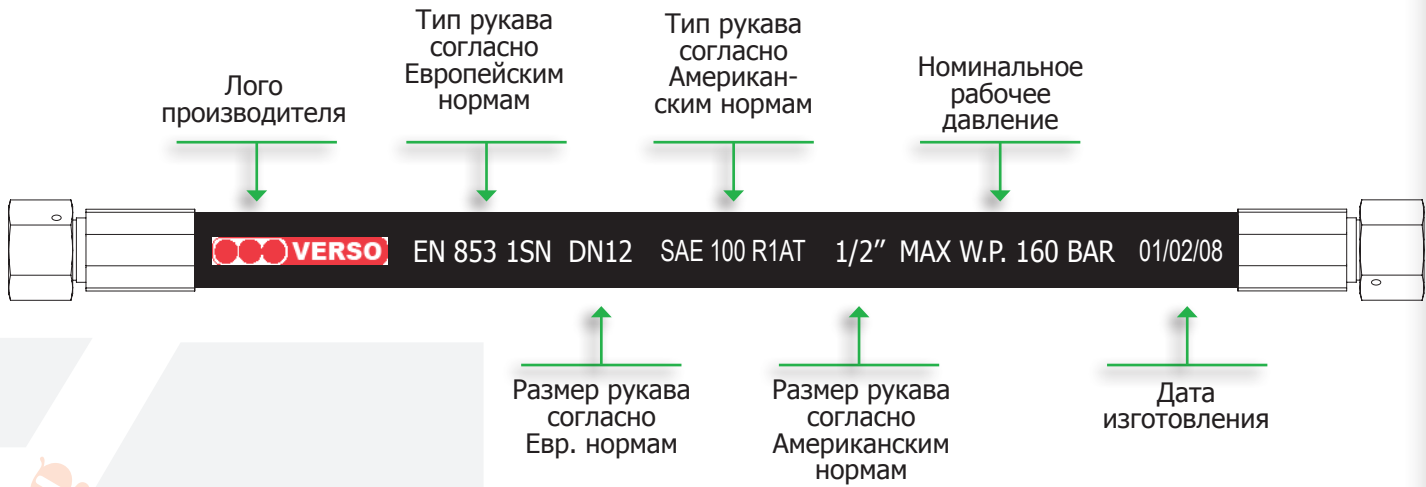 Лого
производителя
Тип рукава
согласно
Европейским
нормам
Тип рукава
согласно
Американ-
ским нормам
Номинальное
рабочее
давление
VERSO EN 853 1SN DN12 SAE 100 R1AT 1/2” MAX W.P. 160 BAR 01/02/08
Размер рукава
согласно
Евр. нормам
Размер рукава
согласно
Американским
нормам
Дата
изготовления